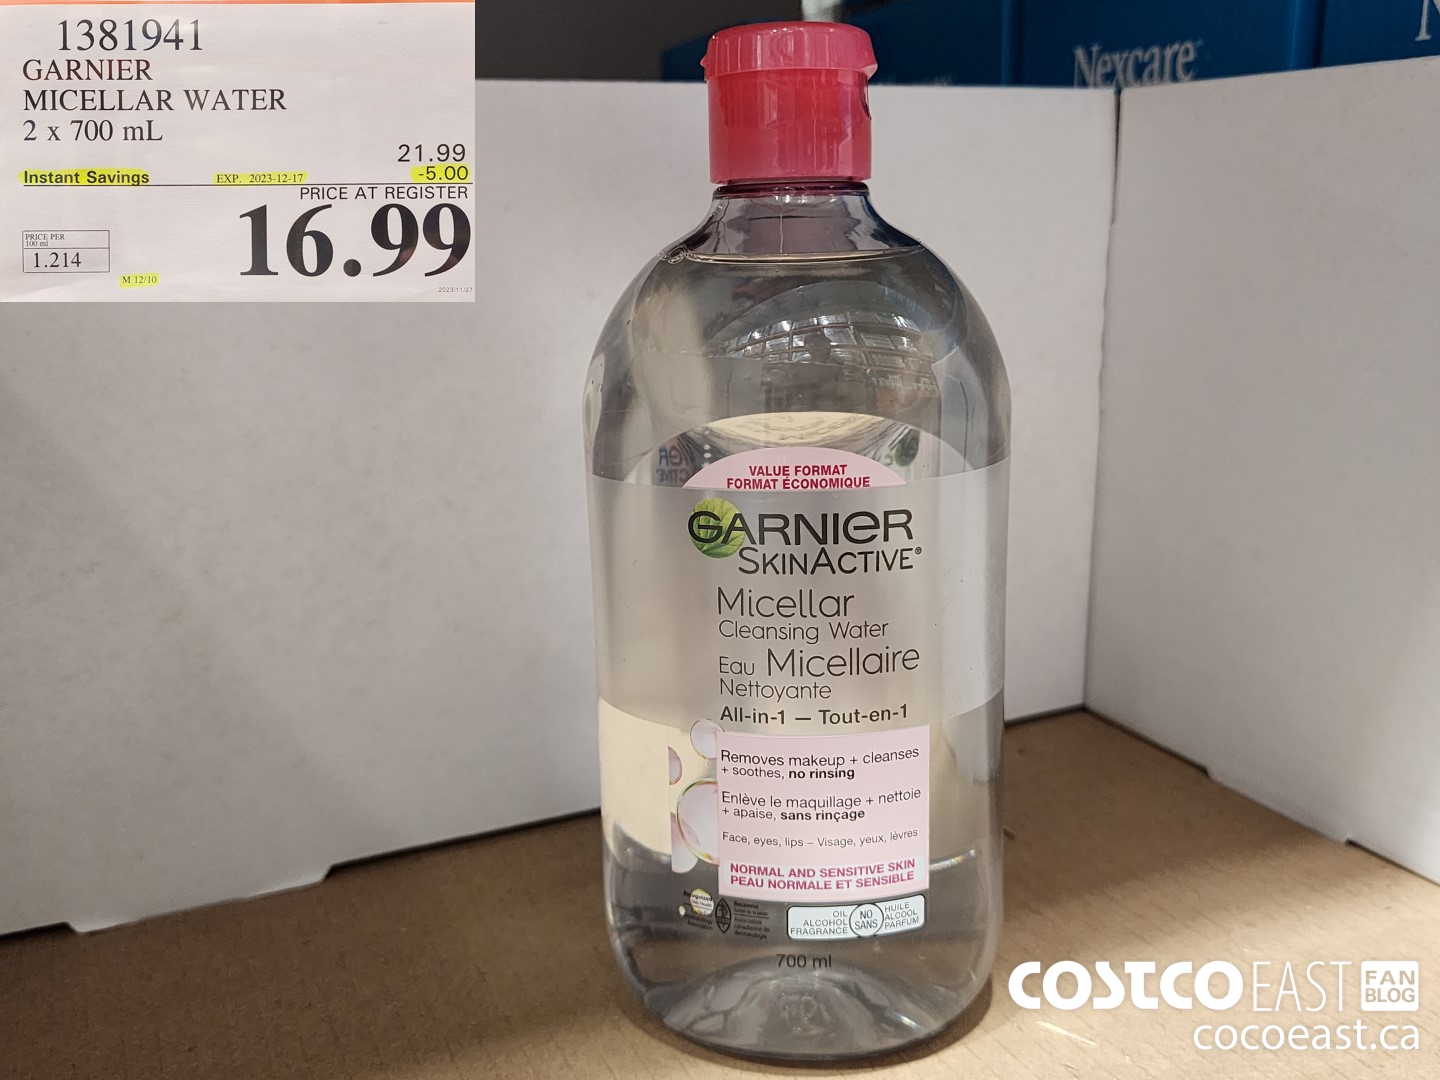 1381941
GARNIER
MICELLAR WATER
2 x 700 mL
21.99
Instant Savings EXP. 2023-12-17 -5.00
PRICE AT REGISTER
16.99
PRICE PER
100 ml
1.214
M 12/10
2023/11/27
Nexcare
VALUE FORMAT
FORMAT ÉCONOMIQUE
GARNIER
SKINACTIVE®
Micellar
Cleansing Water
Eau Micellaire
Nettoyante
All-in-1 — Tout-en-1
Removes makeup + cleanses
+ soothes, no rinsing
Enlève le maquillage + nettoie
+ apaise, sans rinçage
Face, eyes, lips – Visage, yeux, lèvres
NORMAL AND SENSITIVE SKIN
PEAU NORMALE ET SENSIBLE
Recognized
Reconnu
OIL
ALCOHOL
FRAGRANCE
NO
SANS
HUILE
ALCOOL
PARFUM
700 ml
COSTCO EAST FAN BLOG
cocoeast.ca